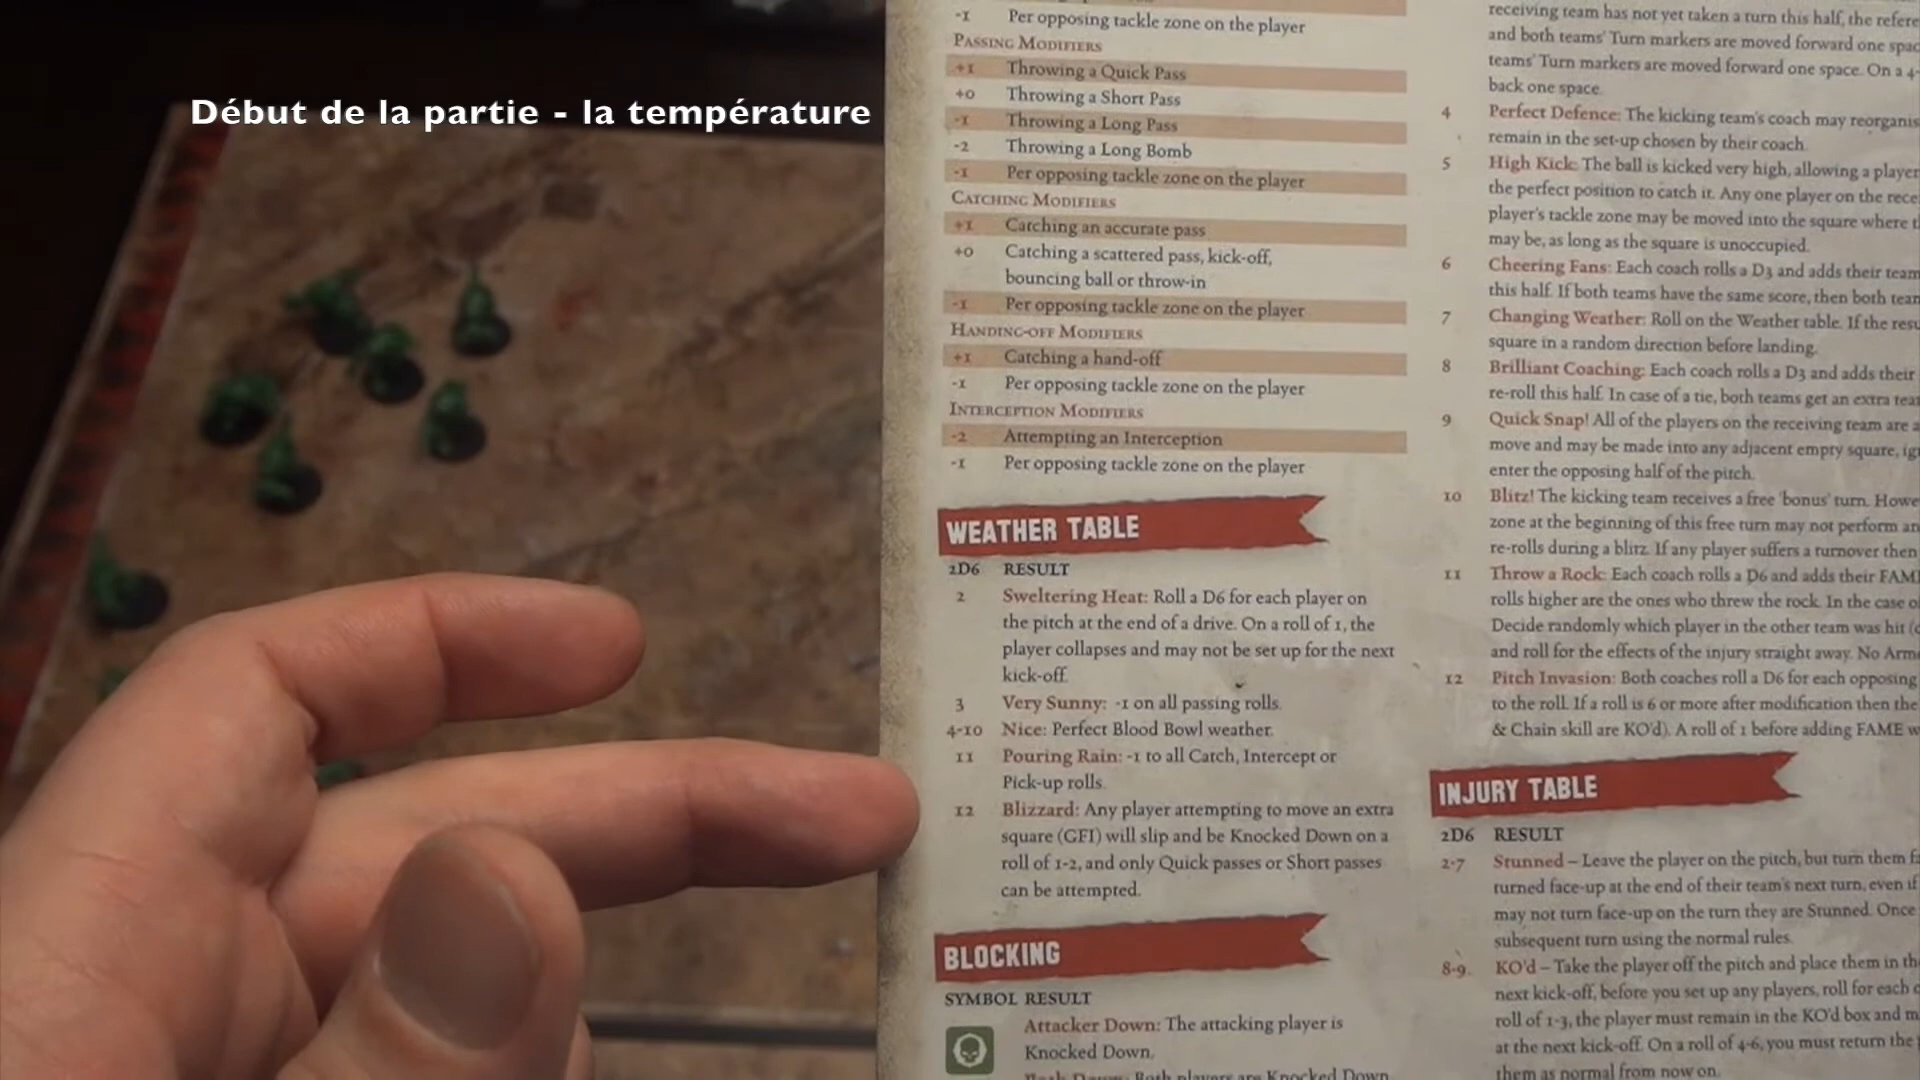 Début de la partie - la température
-1 Per opposing tackle zone on the player
PASSING MODIFIERS
+1 Throwing a Quick Pass
+0 Throwing a Short Pass
-1 Throwing a Long Pass
-2 Throwing a Long Bomb
-1 Per opposing tackle zone on the player
CATCHING MODIFIERS
+1 Catching an accurate pass
+0 Catching a scattered pass, kick-off,
bouncing ball or throw-in
-1 Per opposing tackle zone on the player
HANDING-OFF MODIFIERS
+1 Catching a hand-off
-1 Per opposing tackle zone on the player
INTERCEPTION MODIFIERS
-2 Attempting an Interception
-1 Per opposing tackle zone on the player
WEATHER TABLE
2D6 RESULT
2 Sweltering Heat: Roll a D6 for each player on
the pitch at the end of a drive. On a roll of 1, the
player collapses and may not be set up for the next
kick-off.
3 Very Sunny: -1 on all passing rolls.
4-10 Nice: Perfect Blood Bowl weather.
11 Pouring Rain: -1 to all Catch, Intercept or
Pick-up rolls.
12 Blizzard: Any player attempting to move an extra
square (GFI) will slip and be Knocked Down on a
roll of 1-2, and only Quick passes or Short passes
can be attempted.
BLOCKING
SYMBOL RESULT
Attacker Down: The attacking player is
Knocked Down.
Both players are Knocked Down
receiving team has not yet taken a turn this half, the
and both teams' Turn markers are moved forward one
teams' Turn markers are moved forward one space. On a 4-
back one space.
4 Perfect Defence: The kicking team's coach may
remain in the set-up chosen by their coach.
5 High Kick: The ball is kicked very high, allowing a player
the perfect position to catch it. Any one player on the
player's tackle zone may be moved into the square where
may be, as long as the square is unoccupied.
6 Cheering Fans: Each coach rolls a D3 and adds their team
this half. If both teams have the same score, then both
7 Changing Weather: Roll on the Weather table. If the
square in a random direction before landing.
8 Brilliant Coaching: Each coach rolls a D3 and adds their
re-roll this half. In case of a tie, both teams get an extra
9 Quick Snap! All of the players on the receiving team are
move and may be made into any adjacent empty square,
enter the opposing half of the pitch.
10 Blitz! The kicking team receives a free 'bonus' turn.
zone at the beginning of this free turn may not perform
re-rolls during a blitz. If any player suffers a turnover then
11 Throw a Rock: Each coach rolls a D6 and adds their FAME
rolls higher are the ones who threw the rock. In the case
Decide randomly which player in the other team was hit
and roll for the effects of the injury straight away. No
12 Pitch Invasion: Both coaches roll a D6 for each opposing
to the roll. If a roll is 6 or more after modification then the
& Chain skill are KO'd). A roll of 1 before adding FAME
INJURY TABLE
2D6 RESULT
2-7 Stunned – Leave the player on the pitch, but turn them
turned face-up at the end of their team's next turn, even if
may not turn face-up on the turn they are Stunned. Once
subsequent turn using the normal rules.
8-9 KO'd – Take the player off the pitch and place them in the
next kick-off, before you set up any players, roll for each
roll of 1-3, the player must remain in the KO'd box and
at the next kick-off. On a roll of 4-6, you must return the
them as normal from now on.